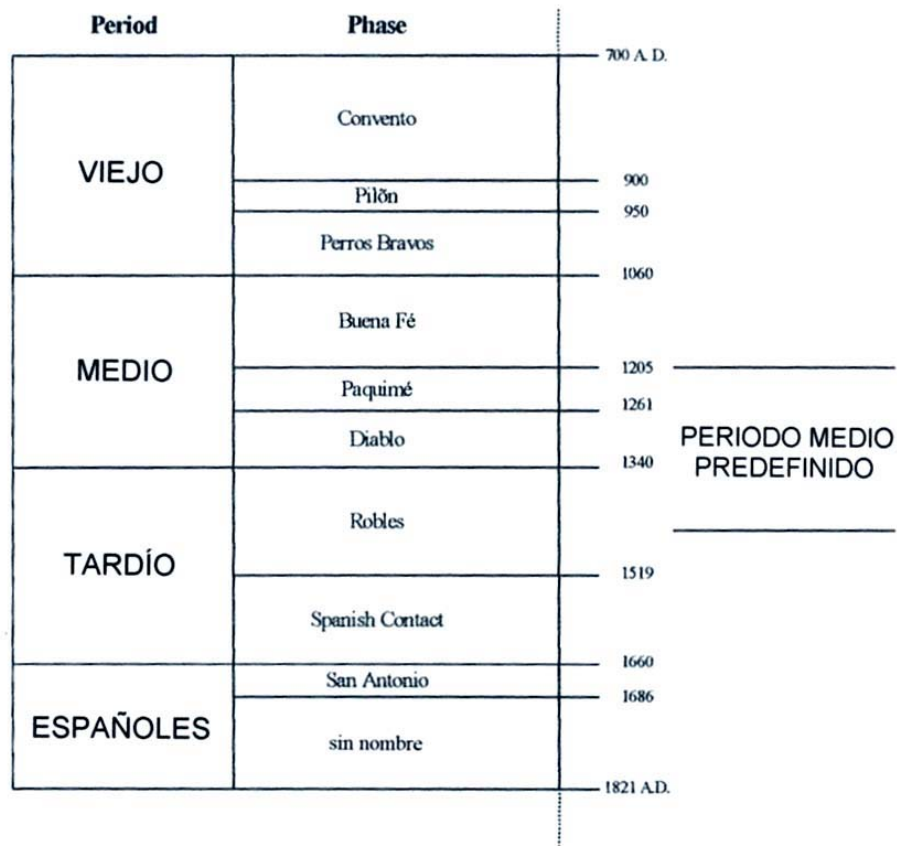 Period Phase
700 A. D.
Convento
VIEJO
900
Pilõn
950
Perros Bravos
1060
Buena Fé
MEDIO
1205
Paquimé
1261
Diablo
PERIODO MEDIO
PREDEFINIDO
1340
Robles
TARDÍO
1519
Spanish Contact
1660
San Antonio
1686
ESPAÑOLES
sin nombre
1821 A.D.